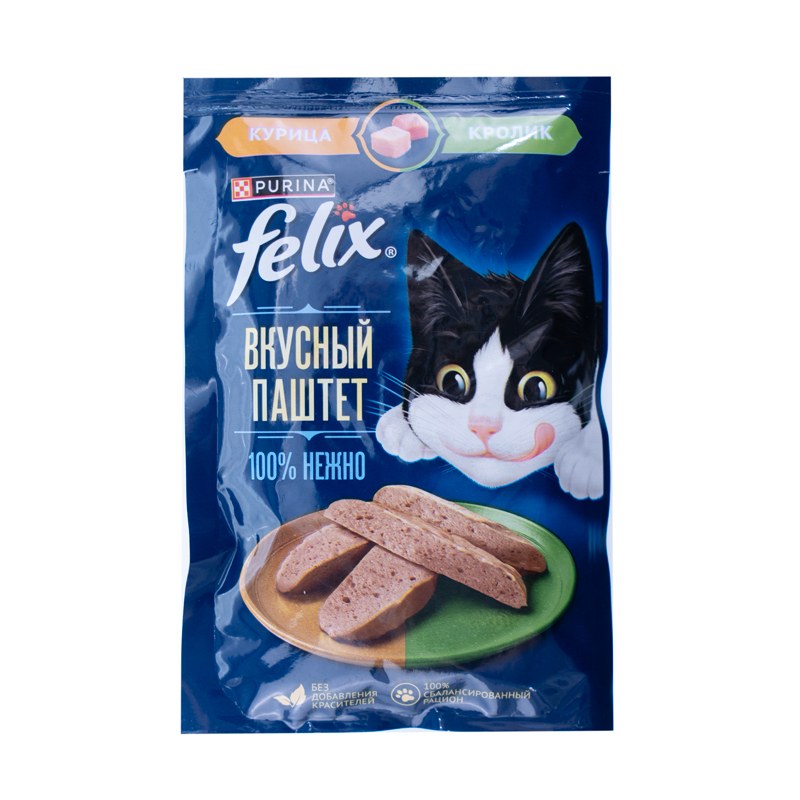 КУРИЦА КРОЛИК
PURINA®
felix®
ВКУСНЫЙ
ПАШТЕТ
100% НЕЖНО
БЕЗ
ДОБАВЛЕНИЯ
КРАСИТЕЛЕЙ
100%
СБАЛАНСИРОВАННЫЙ
РАЦИОН